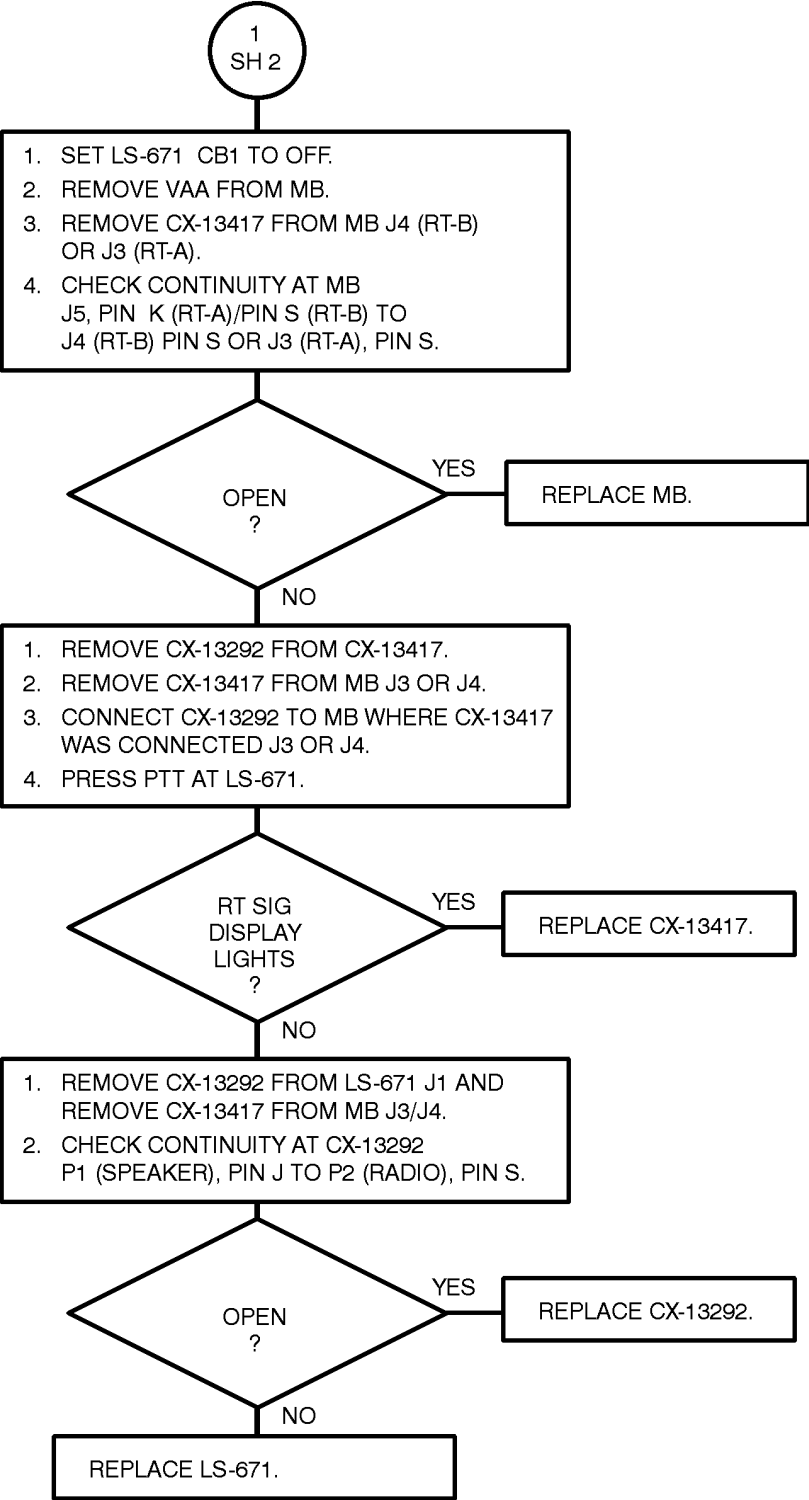 1
SH 2
1. SET LS-671 CB1 TO OFF.
2. REMOVE VAA FROM MB.
3. REMOVE CX-13417 FROM MB J4 (RT-B)
OR J3 (RT-A).
4. CHECK CONTINUITY AT MB
J5, PIN K (RT-A)/PIN S (RT-B) TO
J4 (RT-B) PIN S OR J3 (RT-A), PIN S.
OPEN
?
YES
REPLACE MB.
NO
1. REMOVE CX-13292 FROM CX-13417.
2. REMOVE CX-13417 FROM MB J3 OR J4.
3. CONNECT CX-13292 TO MB WHERE CX-13417
WAS CONNECTED J3 OR J4.
4. PRESS PTT AT LS-671.
RT SIG
DISPLAY
LIGHTS
?
YES
REPLACE CX-13417.
NO
1. REMOVE CX-13292 FROM LS-671 J1 AND
REMOVE CX-13417 FROM MB J3/J4.
2. CHECK CONTINUITY AT CX-13292
P1 (SPEAKER), PIN J TO P2 (RADIO), PIN S.
OPEN
?
YES
REPLACE CX-13292.
NO
REPLACE LS-671.